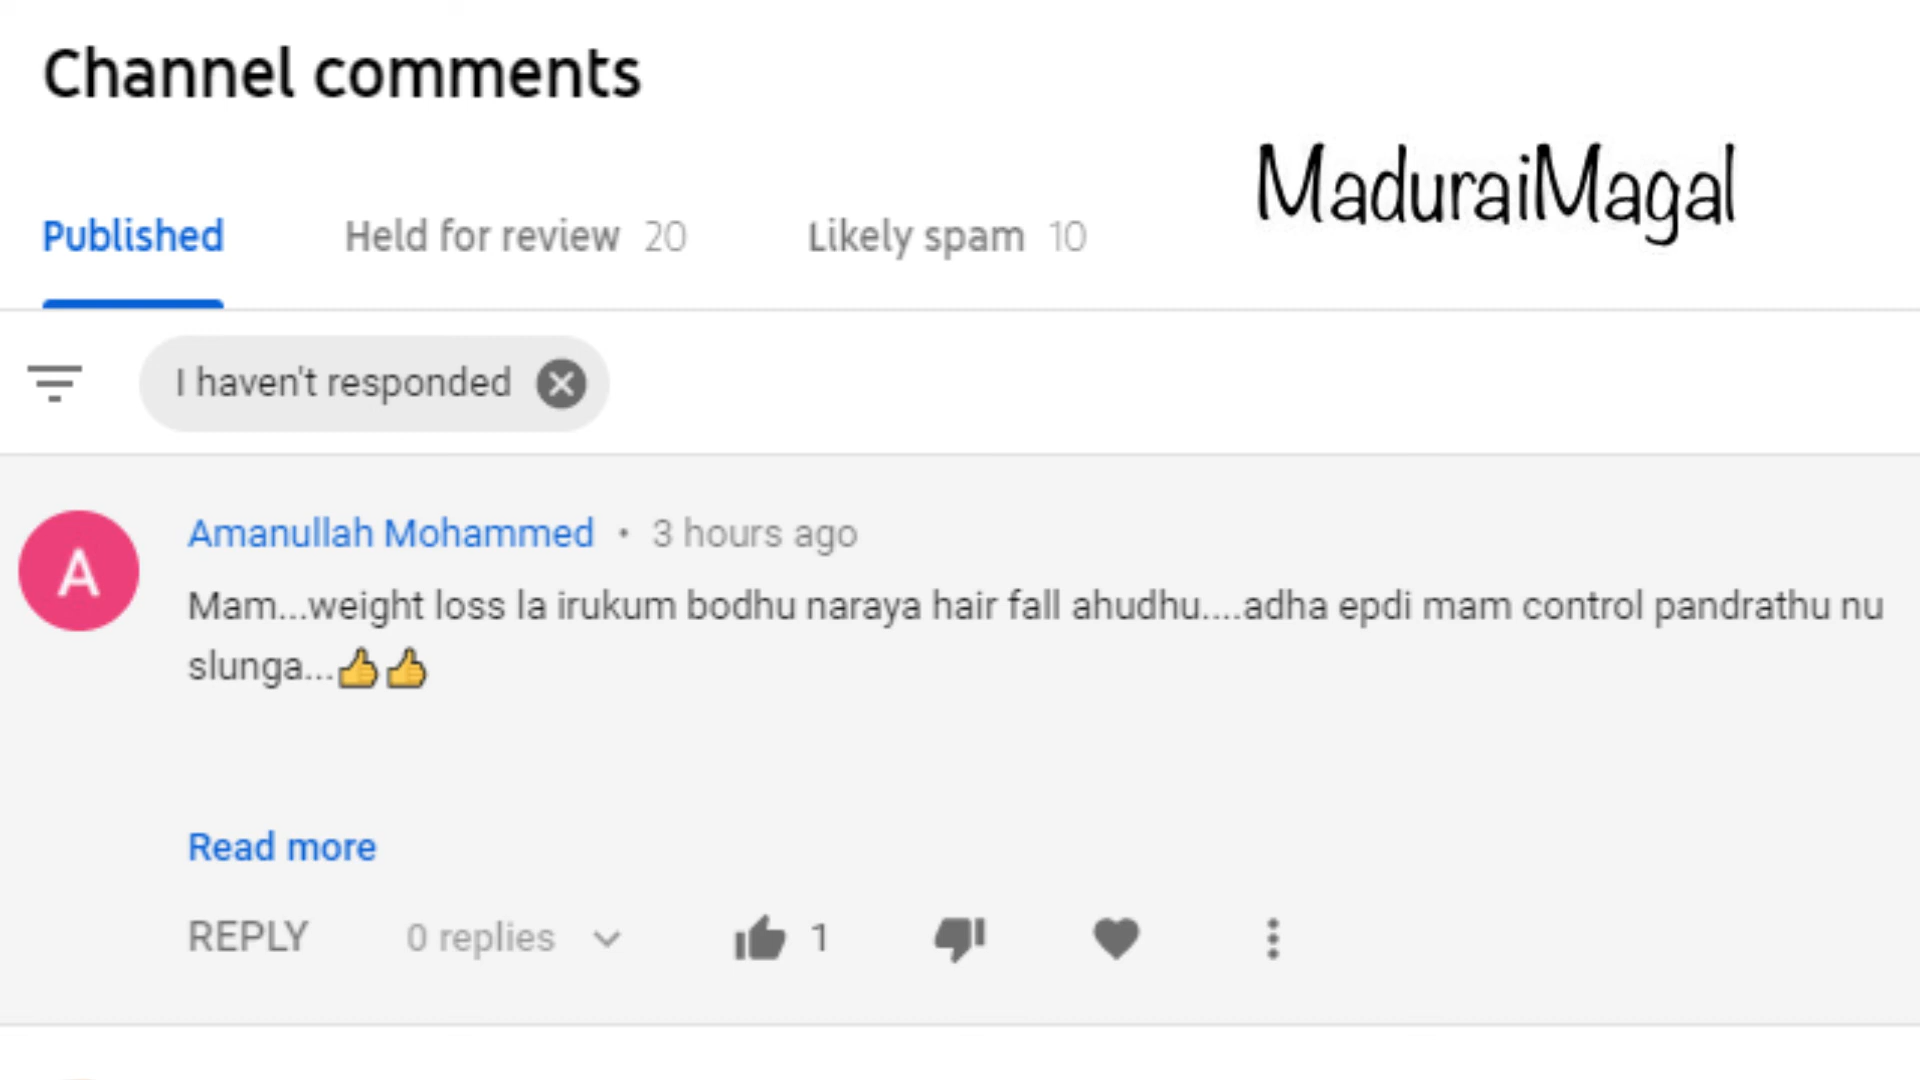 Channel comments
MaduraiMagal
Published Held for review 20 Likely spam 10
I haven't responded
A
Amanullah Mohammed • 3 hours ago
Mam...weight loss la irukum bodhu naraya hair fall ahudhu....adha epdi mam control pandrathu nu
slunga...👍👍
Read more
REPLY 0 replies 1